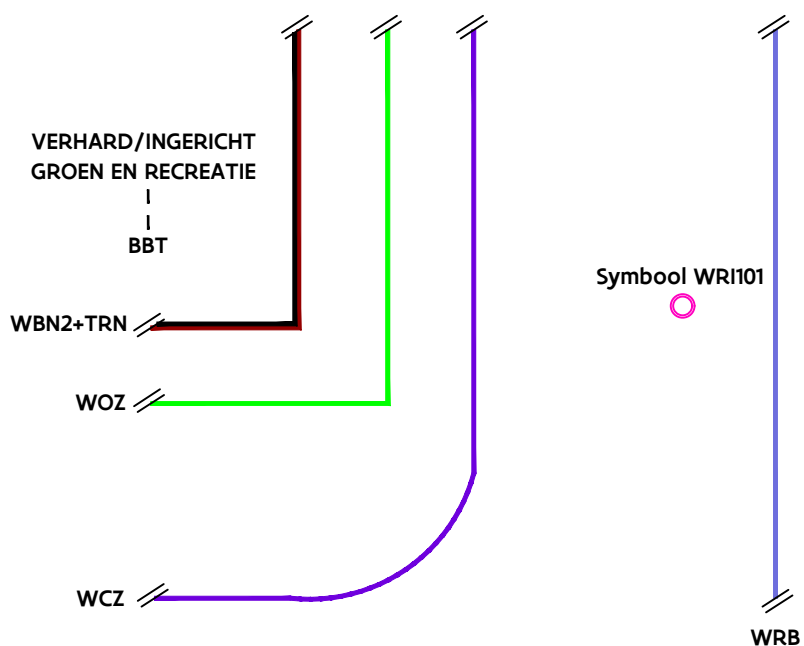 VERHARD/INGERICHT
GROEN EN RECREATIE
BBT
Symbool WRI101
WBN2+TRN
WOZ
WCZ
WRB